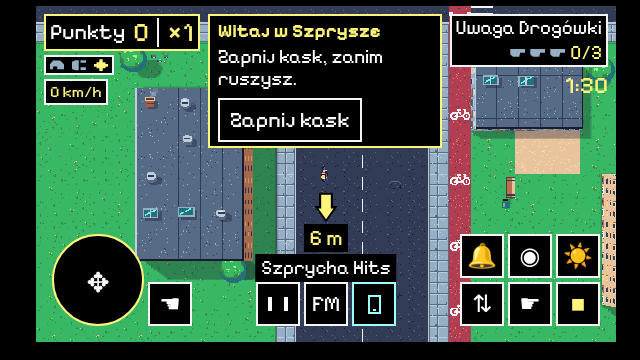 Punkty 0 ×1
0 km/h
Witaj w Szprysze
Zapnij kask, zanim
ruszysz.
Zapnij kask
Uwaga Drogówki
0/3
1:30
6 m
Szprycha Hits
FM